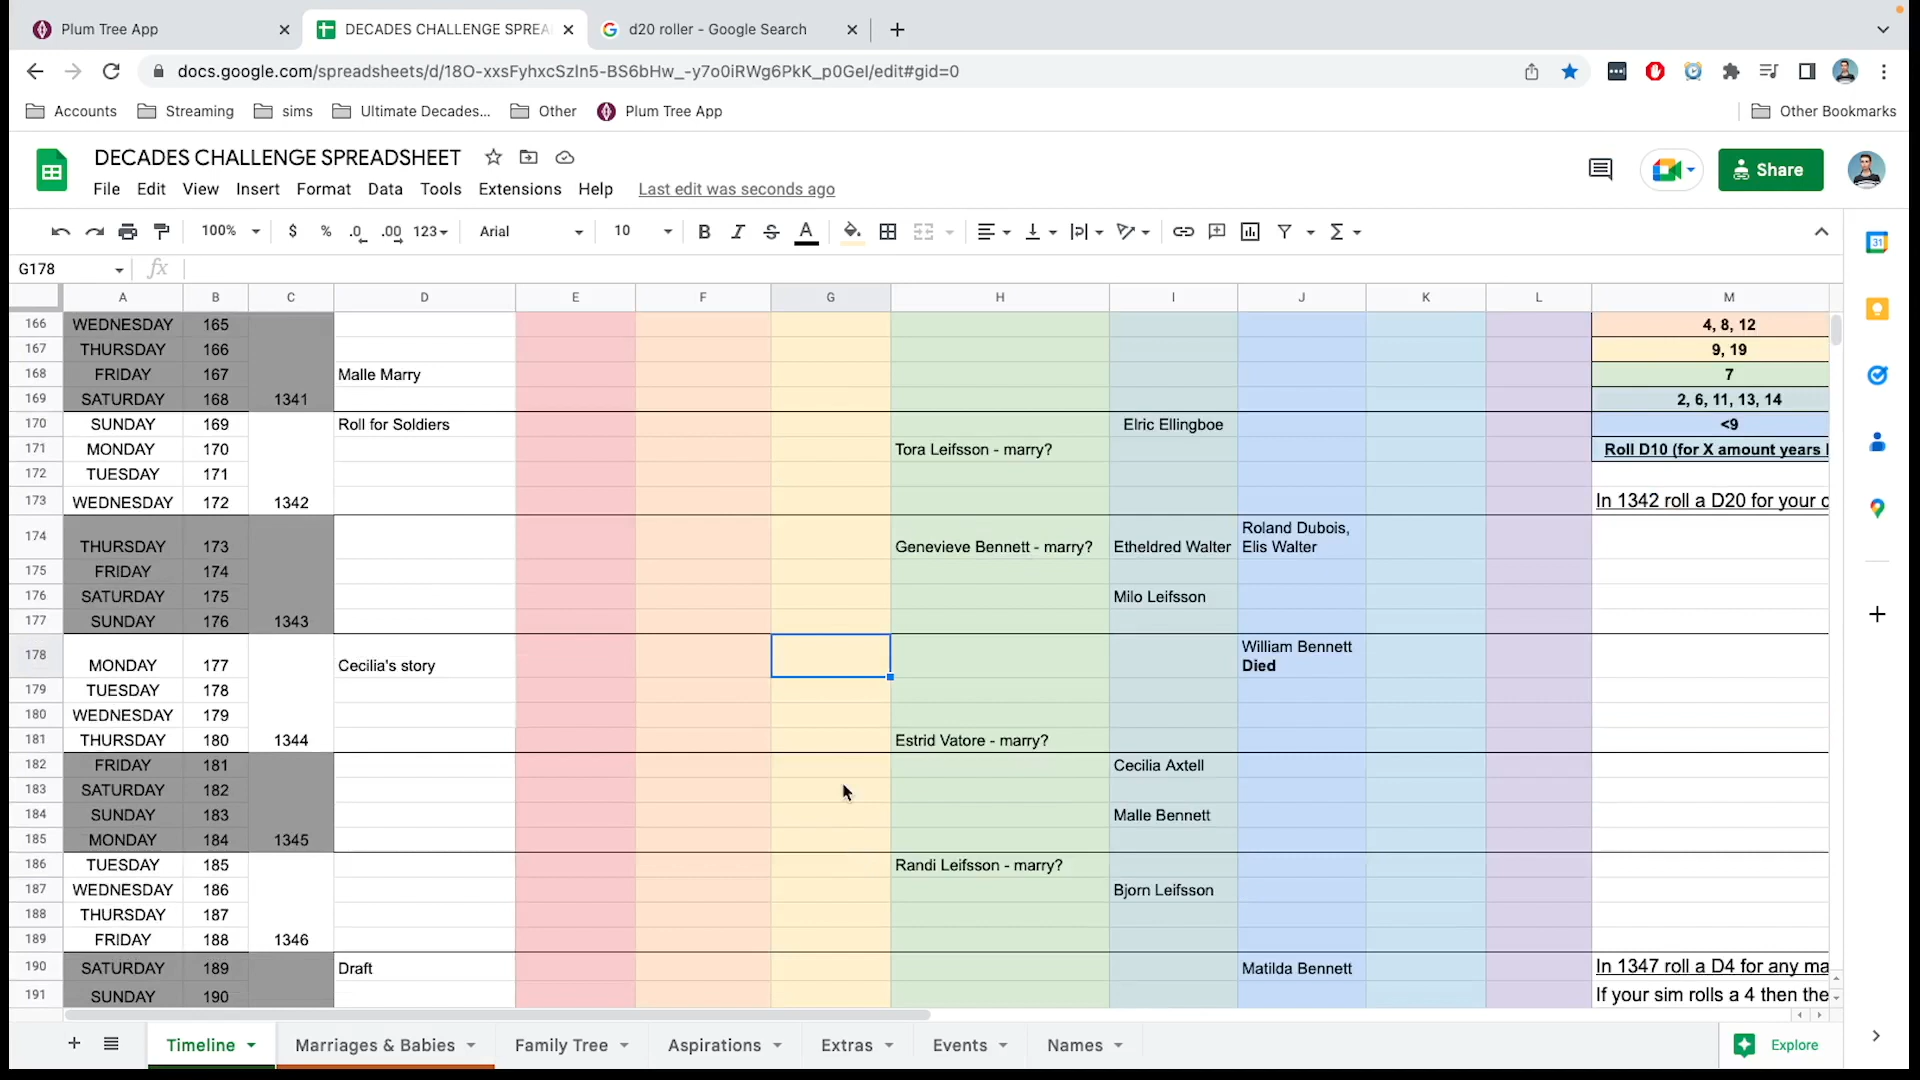 Plum Tree App
DECADES CHALLENGE SPREA
d20 roller - Google Search
docs.google.com/spreadsheets/d/18O-xxsFyhxcSzIn5-BS6bHw_-y7o0iRWg6PkK_p0GeI/edit#gid=0
Accounts Streaming sims Ultimate Decades... Other Plum Tree App Other Bookmarks
DECADES CHALLENGE SPREADSHEET
File Edit View Insert Format Data Tools Extensions Help Last edit was seconds ago
Share
100% $ % .0 .00 123 Arial 10 B I S A
G178 fx
A B C D E F G H I J K L M
166 WEDNESDAY 165 4, 8, 12
167 THURSDAY 166 9, 19
168 FRIDAY 167 Malle Marry 7
169 SATURDAY 168 1341 2, 6, 11, 13, 14
170 SUNDAY 169 Roll for Soldiers Elric Ellingboe <9
171 MONDAY 170 Tora Leifsson - marry? Roll D10 (for X amount years
172 TUESDAY 171
173 WEDNESDAY 172 1342 In 1342 roll a D20 for your
174 THURSDAY 173 Genevieve Bennett - marry? Etheldred Walter Roland Dubois,
Elis Walter
175 FRIDAY 174
176 SATURDAY 175 Milo Leifsson
177 SUNDAY 176 1343
178 MONDAY 177 Cecilia's story William Bennett
Died
179 TUESDAY 178
180 WEDNESDAY 179
181 THURSDAY 180 1344 Estrid Vatore - marry?
182 FRIDAY 181 Cecilia Axtell
183 SATURDAY 182
184 SUNDAY 183 Malle Bennett
185 MONDAY 184 1345
186 TUESDAY 185 Randi Leifsson - marry?
187 WEDNESDAY 186 Bjorn Leifsson
188 THURSDAY 187
189 FRIDAY 188 1346
190 SATURDAY 189 Draft Matilda Bennett In 1347 roll a D4 for any ma
191 SUNDAY 190 If your sim rolls a 4 then the
Timeline Marriages & Babies Family Tree Aspirations Extras Events Names Explore